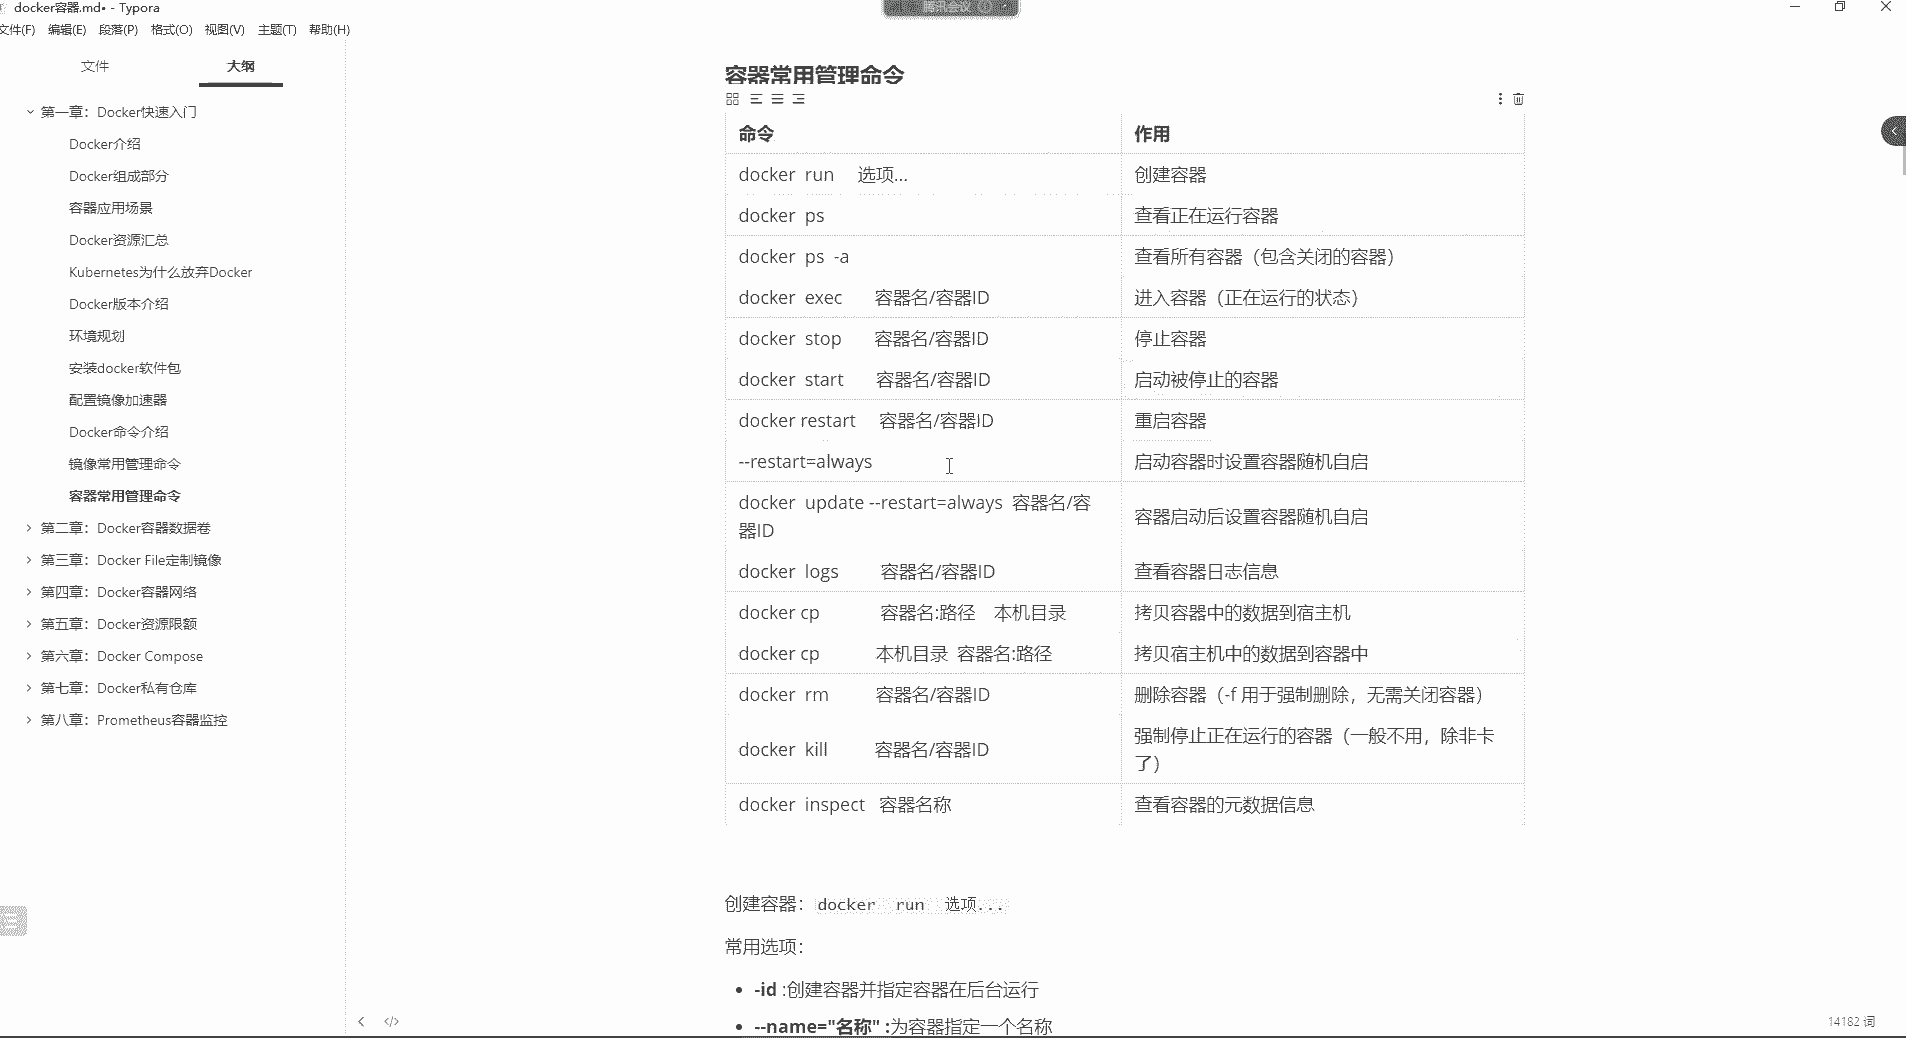 docker容器.md• - Typora
腾讯会议
文件(F) 编辑(E) 段落(P) 格式(O) 视图(V) 主题(T) 帮助(H)
文件 大纲
第一章：Docker快速入门
Docker介绍
Docker组成部分
容器应用场景
Docker资源汇总
Kubernetes为什么放弃Docker
Docker版本介绍
环境规划
安装docker软件包
配置镜像加速器
Docker命令介绍
镜像常用管理命令
容器常用管理命令
第二章：Docker容器数据卷
第三章：Docker File定制镜像
第四章：Docker容器网络
第五章：Docker资源限额
第六章：Docker Compose
第七章：Docker私有仓库
第八章：Prometheus容器监控
容器常用管理命令
命令 作用
docker run 选项... 创建容器
docker ps 查看正在运行容器
docker ps -a 查看所有容器（包含关闭的容器）
docker exec 容器名/容器ID 进入容器（正在运行的状态）
docker stop 容器名/容器ID 停止容器
docker start 容器名/容器ID 启动被停止的容器
docker restart 容器名/容器ID 重启容器
--restart=always 启动容器时设置容器随机自启
docker update --restart=always 容器名/容
器ID 容器启动后设置容器随机自启
docker logs 容器名/容器ID 查看容器日志信息
docker cp 容器名:路径 本机目录 拷贝容器中的数据到宿主机
docker cp 本机目录 容器名:路径 拷贝宿主机中的数据到容器中
docker rm 容器名/容器ID 删除容器（-f 用于强制删除，无需关闭容器）
docker kill 容器名/容器ID 强制停止正在运行的容器（一般不用，除非卡
了）
docker inspect 容器名称 查看容器的元数据信息
创建容器：docker run 选项...
常用选项：
-id :创建容器并指定容器在后台运行
--name="名称" :为容器指定一个名称
14182 词